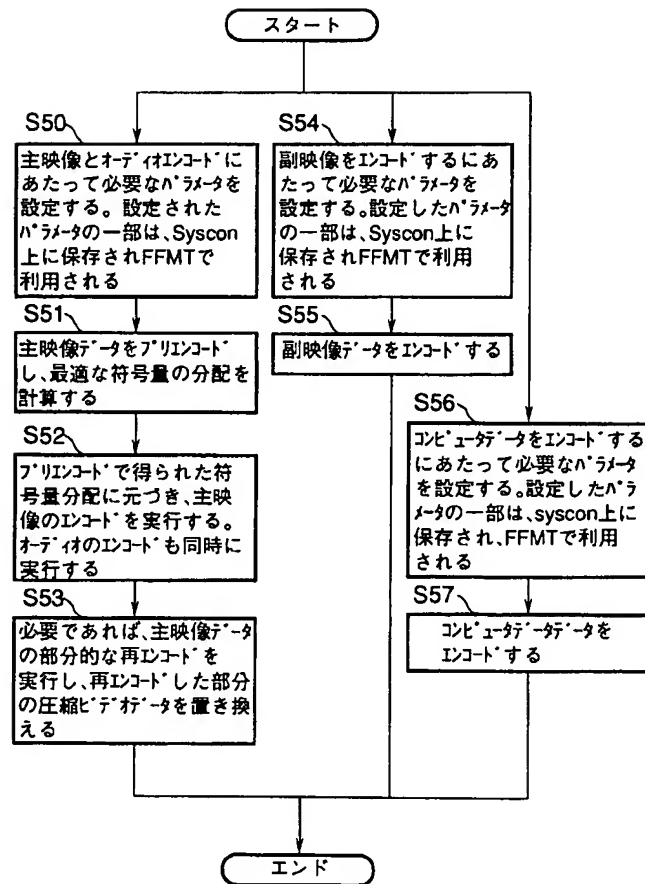 スタート
S50
主映像とオーディオエンコードに
あたって必要なパラメータを
設定する。設定された
パラメータの一部は、Syscon
上に保存されFFMTで
利用される
S51
主映像データをプリエンコード
し、最適な符号量の分配を
計算する
S52
プリエンコードで得られた符
号量分配に元づき、主映
像のエンコードを実行する。
オーディオのエンコードも同時に
実行する
S53
必要であれば、主映像データ
の部分的な再エンコードを
実行し、再エンコードした部分
の圧縮ビデオデータを置き換
える
S54
副映像をエンコードするにあ
たって必要なパラメータを
設定する。設定したパラメータ
の一部は、Syscon上に
保存されFFMTで利用
される
S55
副映像データをエンコードする
S56
コンピュータデータをエンコードする
にあたって必要なパラメータ
を設定する。設定したパラ
メータの一部は、syscon上に
保存され、FFMTで利用
される
S57
コンピュータデータデータを
エンコードする
エンド